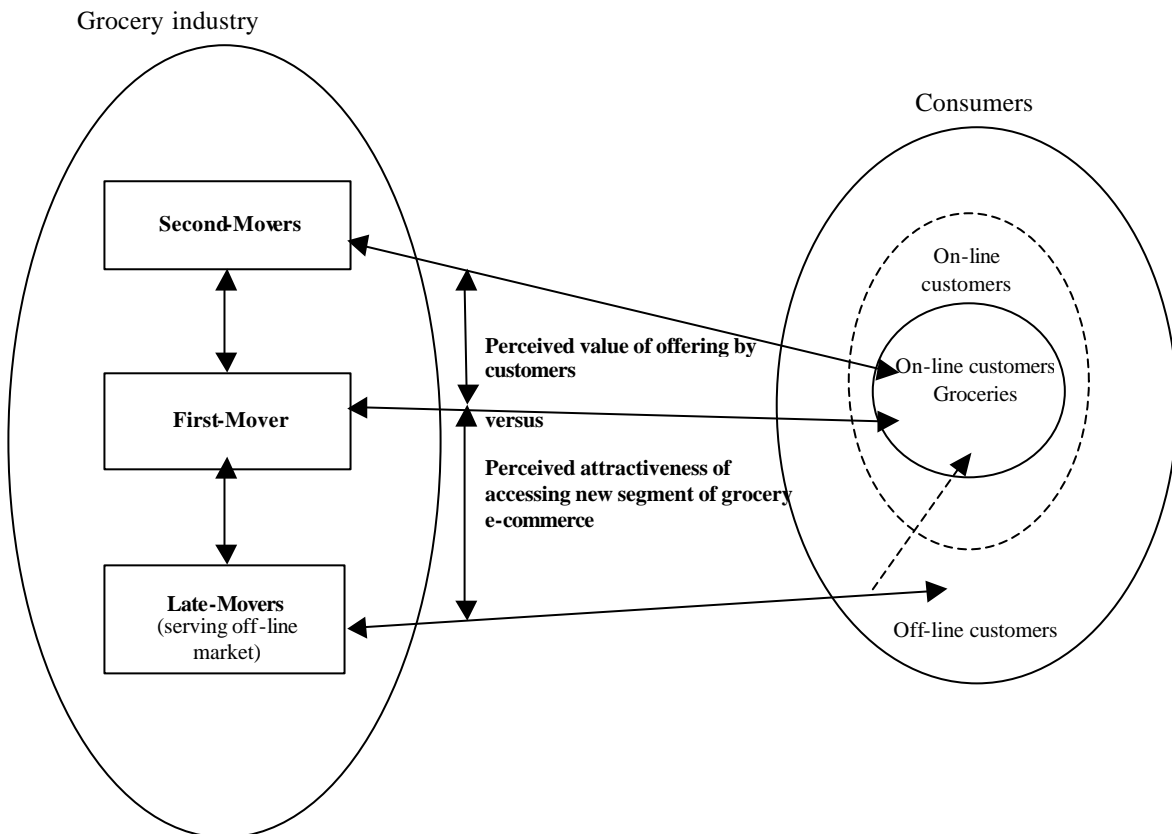 Grocery industry
Consumers
Second-Movers
On-line
customers
Perceived value of offering by
customers
On-line customers
Groceries
First-Mover
versus
Perceived attractiveness of
accessing new segment of grocery
e-commerce
Late-Movers
(serving off-line
market)
Off-line customers